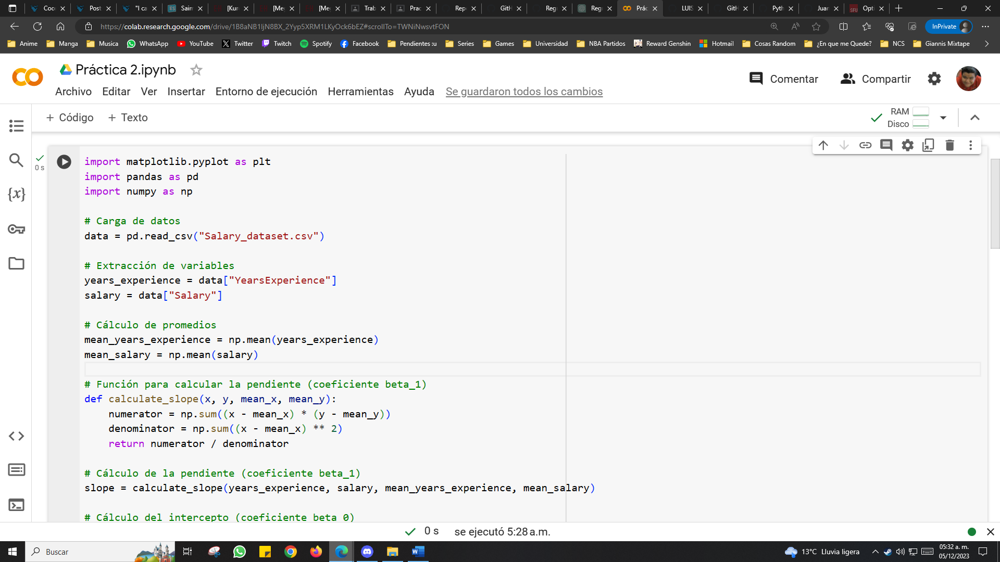 Coo
Post
"I ca
Sain
[Kur
[Me
[Me
Trab
Prac
Rep
GitH
Regr
Regr
Prác
LUIS
GitH
Pyth
Juar
Opti
https://colab.research.google.com/drive/1B8aNB1ljN8BX_2Yyp5XRM1LKyOck6bEZ#scrollTo=TWNiNwsvtFON
InPrivate
Anime
Manga
Musica
WhatsApp
YouTube
Twitter
Twitch
Spotify
Facebook
Pendientes :u
Series
Games
Universidad
NBA Partidos
Reward Genshin
Hotmail
Cosas Random
¿En que me Quede?
NCS
Giannis Mixtape
Práctica 2.ipynb
Comentar
Compartir
Archivo Editar Ver Insertar Entorno de ejecución Herramientas Ayuda Se guardaron todos los cambios
+ Código + Texto
RAM
Disco
0 s
import matplotlib.pyplot as plt
import pandas as pd
import numpy as np
# Carga de datos
data = pd.read_csv("Salary_dataset.csv")
# Extracción de variables
years_experience = data["YearsExperience"]
salary = data["Salary"]
# Cálculo de promedios
mean_years_experience = np.mean(years_experience)
mean_salary = np.mean(salary)
# Función para calcular la pendiente (coeficiente beta_1)
def calculate_slope(x, y, mean_x, mean_y):
    numerator = np.sum((x - mean_x) * (y - mean_y))
    denominator = np.sum((x - mean_x) ** 2)
    return numerator / denominator
# Cálculo de la pendiente (coeficiente beta_1)
slope = calculate_slope(years_experience, salary, mean_years_experience, mean_salary)
# Cálculo del intercepto (coeficiente beta_0)
0 s se ejecutó 5:28 a.m.
Buscar
13°C Lluvia ligera
05:32 a. m.
05/12/2023